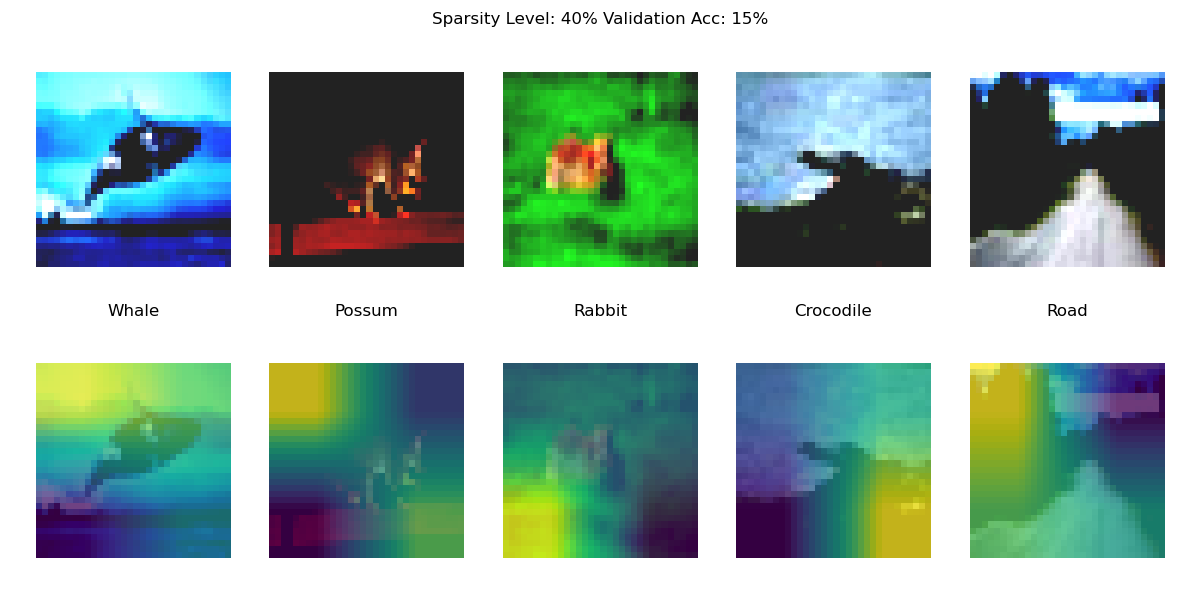 Sparsity Level: 40% Validation Acc: 15%
Whale
Possum
Rabbit
Crocodile
Road